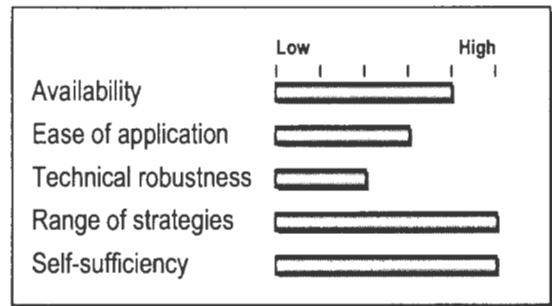 Low High
Availability
Ease of application
Technical robustness
Range of strategies
Self-sufficiency